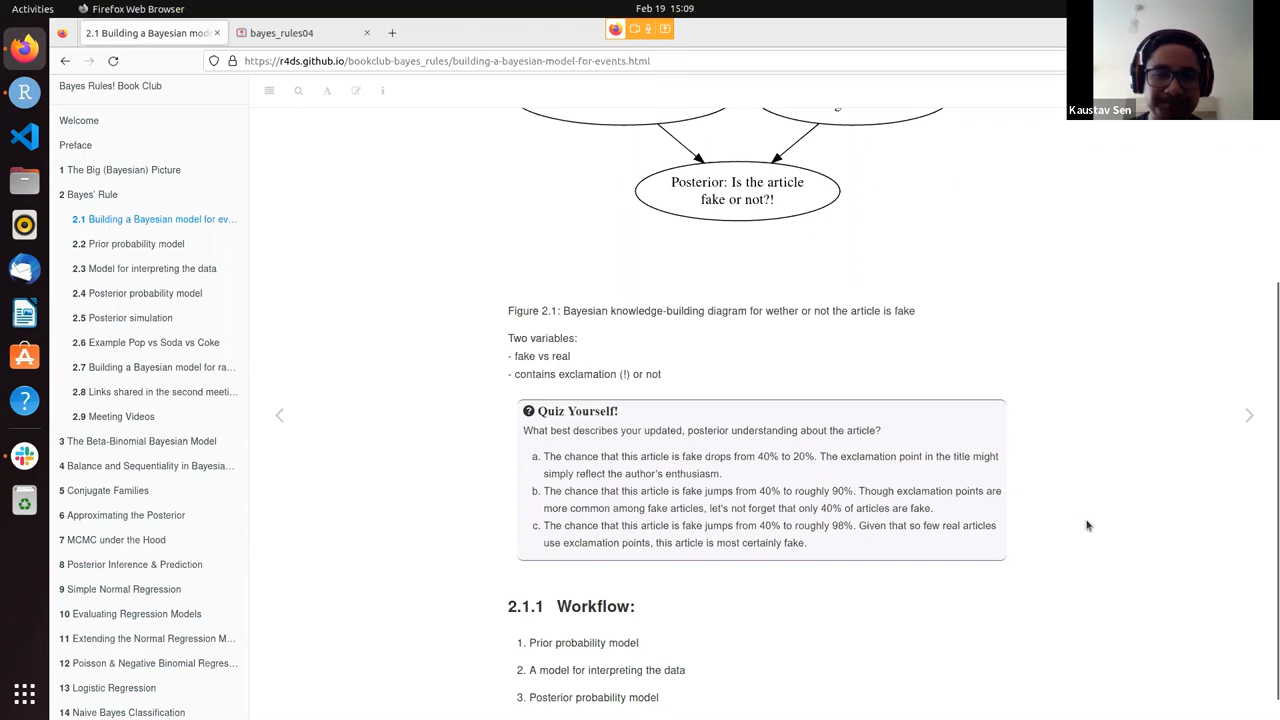 Activities
Firefox Web Browser
Feb 19 15:09
2.1 Building a Bayesian mod
bayes_rules04
https://r4ds.github.io/bookclub-bayes_rules/building-a-bayesian-model-for-events.html
Kaustav Sen
Bayes Rules! Book Club
Welcome
Preface
1 The Big (Bayesian) Picture
2 Bayes' Rule
2.1 Building a Bayesian model for ev…
2.2 Prior probability model
2.3 Model for interpreting the data
2.4 Posterior probability model
2.5 Posterior simulation
2.6 Example Pop vs Soda vs Coke
2.7 Building a Bayesian model for ra…
2.8 Links shared in the second meeti…
2.9 Meeting Videos
3 The Beta-Binomial Bayesian Model
4 Balance and Sequentiality in Bayesia…
5 Conjugate Families
6 Approximating the Posterior
7 MCMC under the Hood
8 Posterior Inference & Prediction
9 Simple Normal Regression
10 Evaluating Regression Models
11 Extending the Normal Regression M…
12 Poisson & Negative Binomial Regres…
13 Logistic Regression
14 Naive Bayes Classification
Posterior: Is the article
fake or not?!
Figure 2.1: Bayesian knowledge-building diagram for wether or not the article is fake
Two variables:
- fake vs real
- contains exclamation (!) or not
Quiz Yourself!
What best describes your updated, posterior understanding about the article?
a. The chance that this article is fake drops from 40% to 20%. The exclamation point in the title might
simply reflect the author's enthusiasm.
b. The chance that this article is fake jumps from 40% to roughly 90%. Though exclamation points are
more common among fake articles, let's not forget that only 40% of articles are fake.
c. The chance that this article is fake jumps from 40% to roughly 98%. Given that so few real articles
use exclamation points, this article is most certainly fake.
2.1.1 Workflow:
1. Prior probability model
2. A model for interpreting the data
3. Posterior probability model